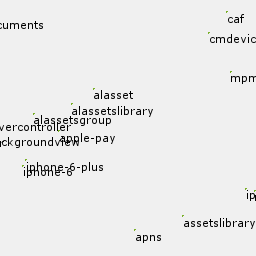 caf
cuments
cmdevic
mpm
alasset
alassetslibrary
alassetsgroup
vercontroller
apple-pay
ckgroundview
iphone-6-plus
iphone-6
ip
assetslibrary
apns